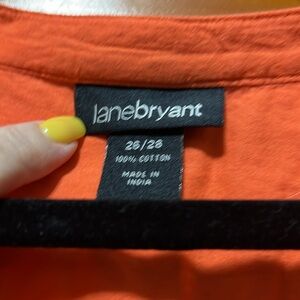 lanebryant
26/28
100% COTTON
MADE IN
INDIA